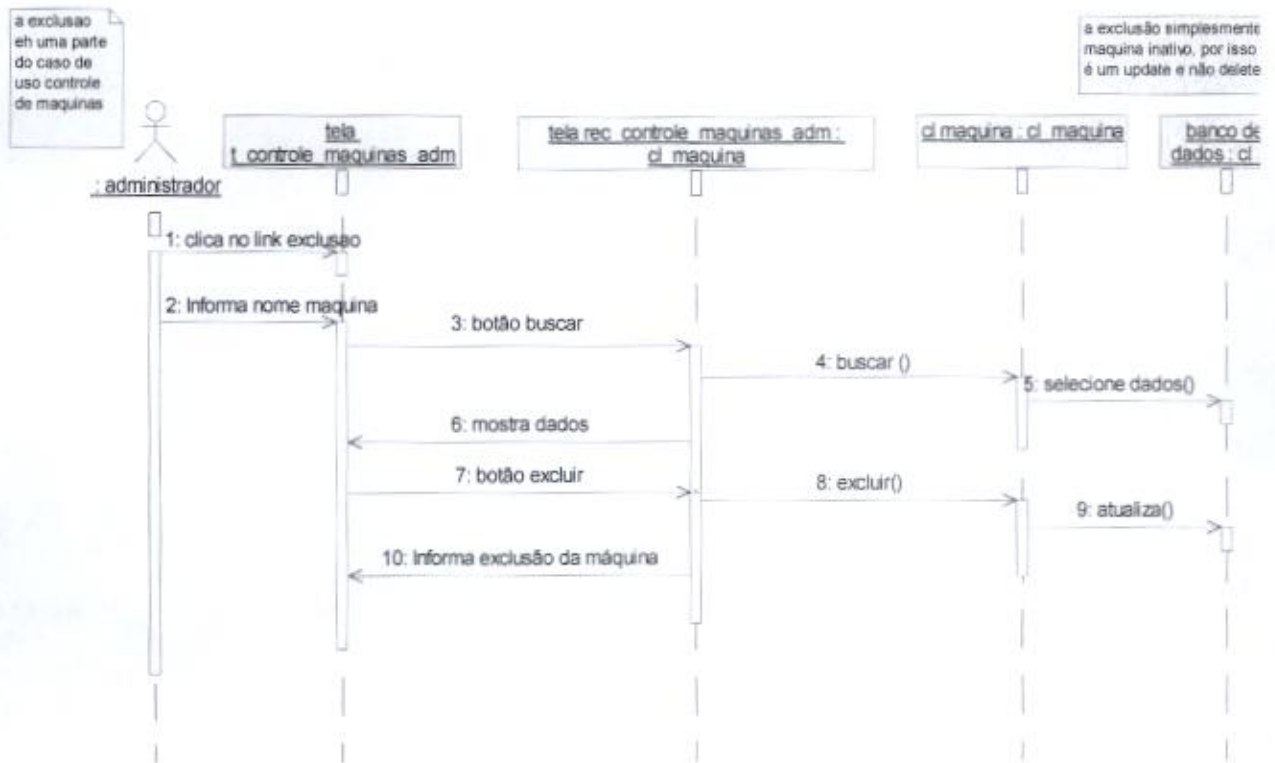 a exclusao
eh uma parte
do caso de
uso controle
de maquinas
a exclusão simplesmente
maquina inativo, por isso
é um update e não delete
: administrador
tela
t_controle_maquinas_adm
tela rec_controle_maquinas_adm :
cl_maquina
cl maquina : cl_maquina
banco de
dados : cl
1: clica no link exclusao
2: Informa nome maquina
3: botão buscar
4: buscar ()
5: selecione dados()
6: mostra dados
7: botão excluir
8: excluir()
9: atualiza()
10: Informa exclusão da máquina